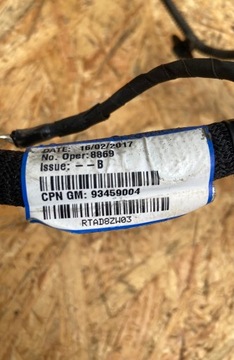 DATE: 16/02/2017
No. Oper:8869
Issue: --B
CPN GM: 93459004
RTAD8ZW03